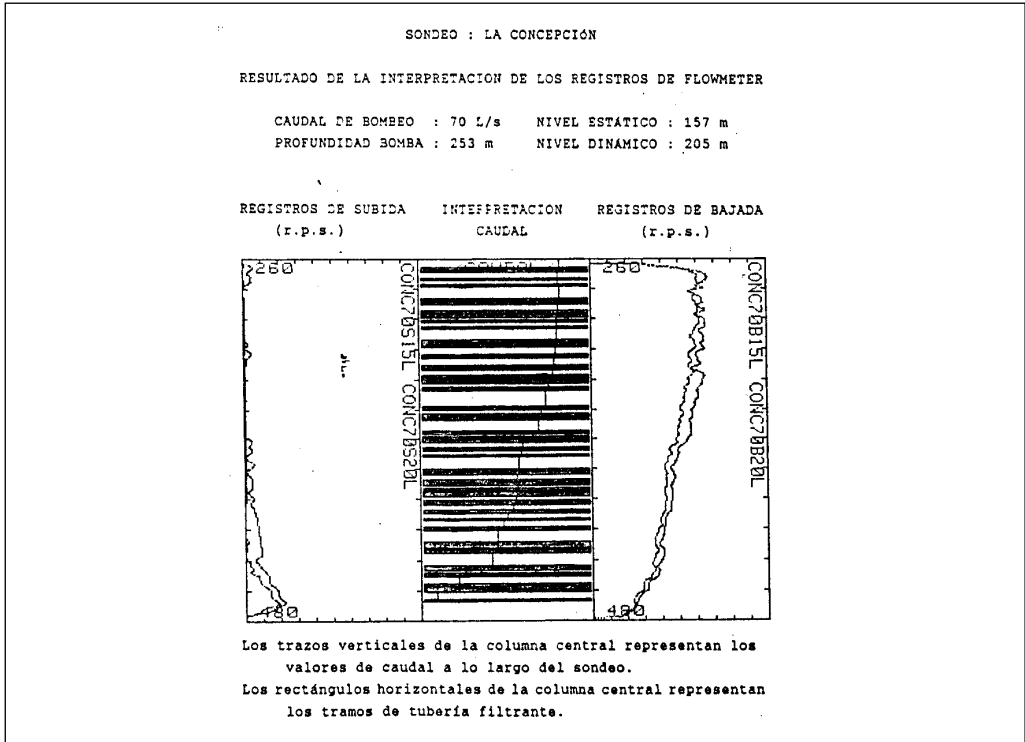 SONDEO : LA CONCEPCIÓN
RESULTADO DE LA INTERPRETACION DE LOS REGISTROS DE FLOWMETER
CAUDAL DE BOMBEO : 70 L/s NIVEL ESTÁTICO : 157 m
PROFUNDIDAD BOMBA : 253 m NIVEL DINÁMICO : 205 m
REGISTROS DE SUBIDA INTERPRETACION REGISTROS DE BAJADA
(r.p.s.) CAUDAL (r.p.s.)
260
CONC70S15L CONC70S20L
260
CONC70B15L CONC70B20L
480
480
Los trazos verticales de la columna central representan los
valores de caudal a lo largo del sondeo.
Los rectángulos horizontales de la columna central representan
los tramos de tubería filtrante.